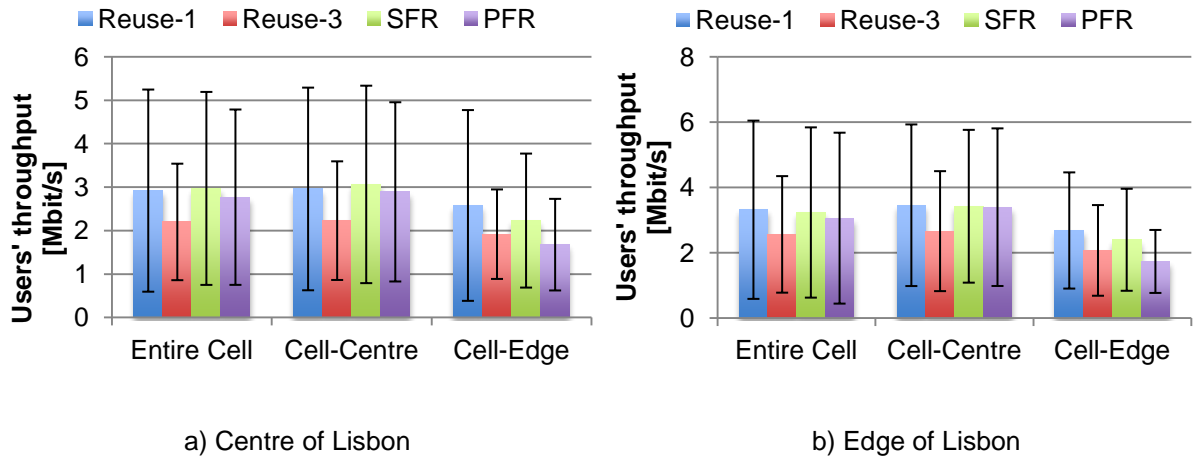 Reuse-1 Reuse-3 SFR PFR
Users' throughput
[Mbit/s]
6
5
4
3
2
1
0
Entire Cell Cell-Centre Cell-Edge
a) Centre of Lisbon
Reuse-1 Reuse-3 SFR PFR
Users' throughput
[Mbit/s]
8
6
4
2
0
Entire Cell Cell-Centre Cell-Edge
b) Edge of Lisbon